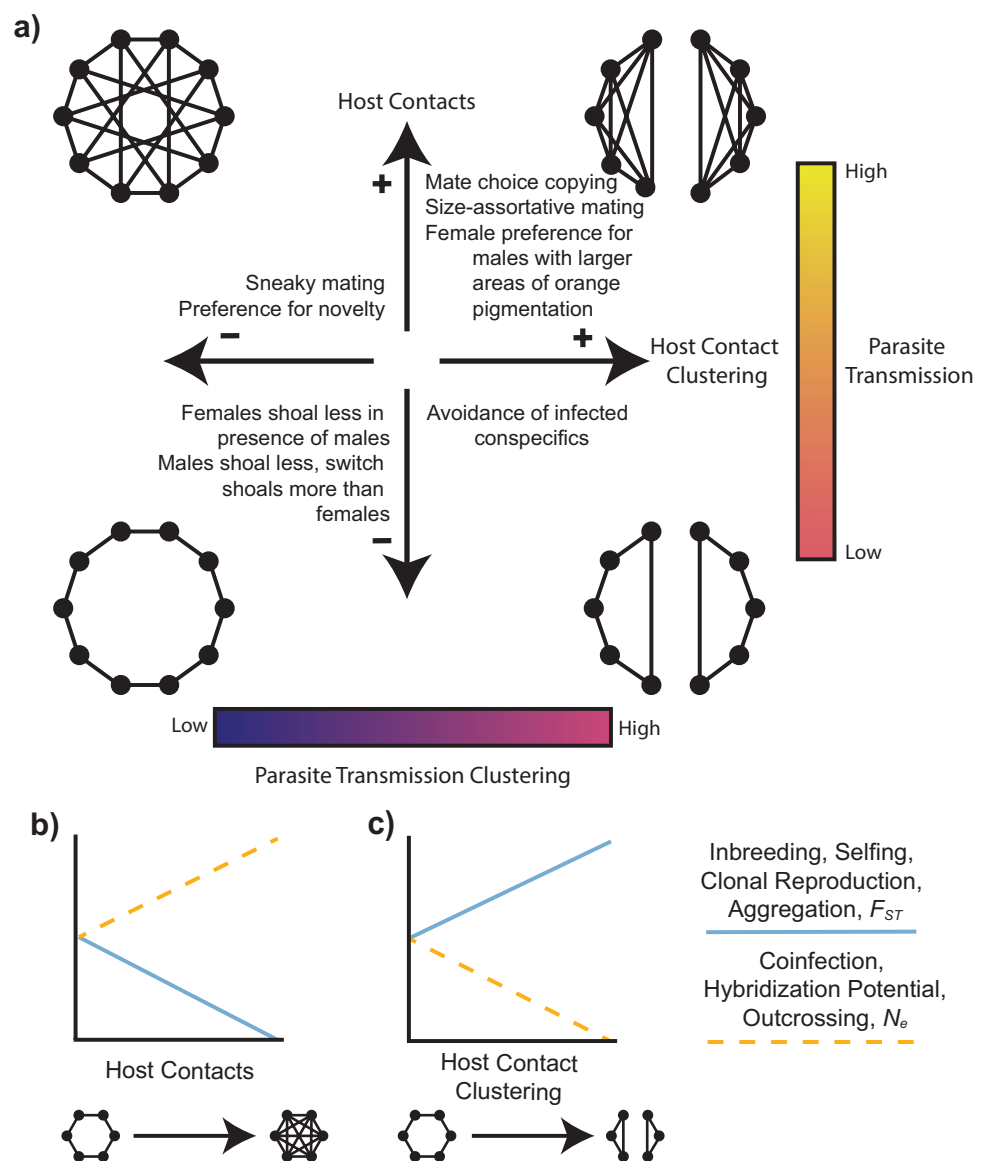 a)
Host Contacts
+
Mate choice copying
Size-assortative mating
Female preference for
males with larger
areas of orange
pigmentation
Sneaky mating
Preference for novelty
−
+
Host Contact
Clustering
High
Parasite
Transmission
Low
Females shoal less in
presence of males
Males shoal less, switch
shoals more than
females
−
Avoidance of infected
conspecifics
Low
High
Parasite Transmission Clustering
b)
Host Contacts
c)
Host Contact
Clustering
Inbreeding, Selfing,
Clonal Reproduction,
Aggregation, F_ST
Coinfection,
Hybridization Potential,
Outcrossing, N_e